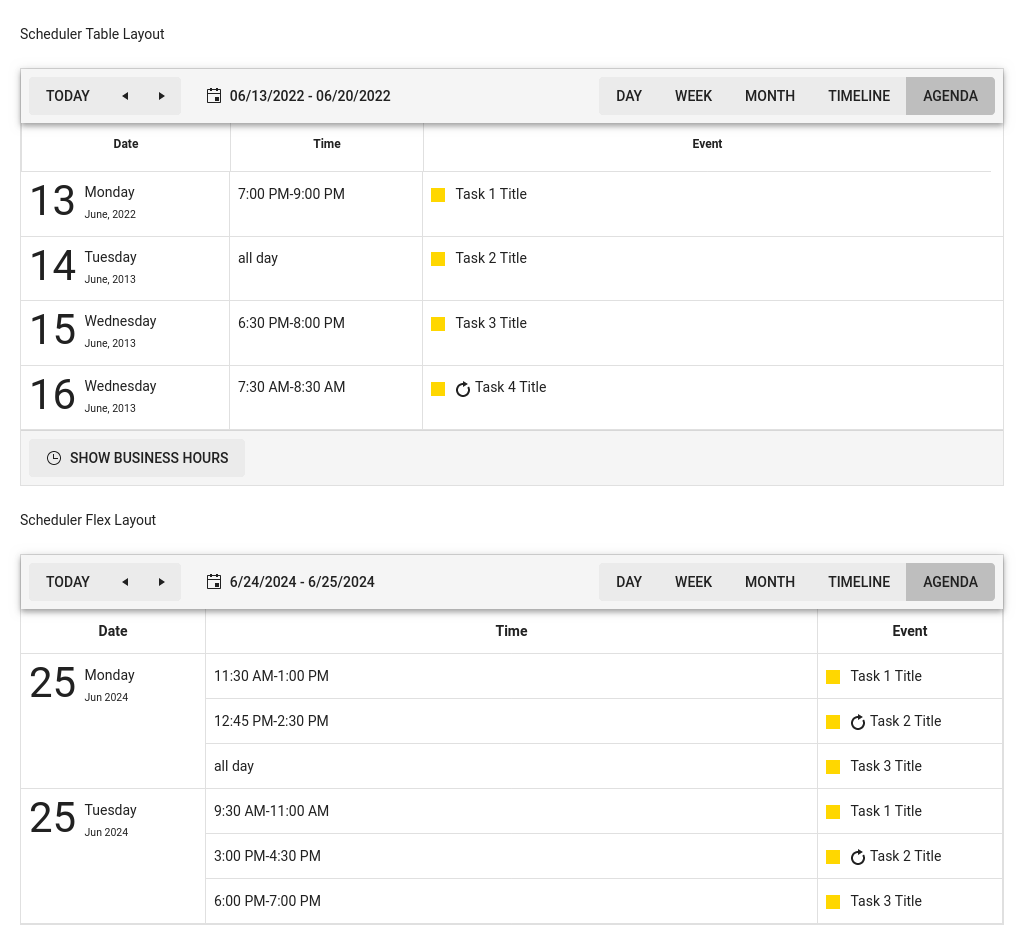 Scheduler Table Layout
TODAY 06/13/2022 - 06/20/2022 DAY WEEK MONTH TIMELINE AGENDA
Date Time Event
13 Monday June, 2022 7:00 PM-9:00 PM Task 1 Title
14 Tuesday June, 2013 all day Task 2 Title
15 Wednesday June, 2013 6:30 PM-8:00 PM Task 3 Title
16 Wednesday June, 2013 7:30 AM-8:30 AM Task 4 Title
SHOW BUSINESS HOURS
Scheduler Flex Layout
TODAY 6/24/2024 - 6/25/2024 DAY WEEK MONTH TIMELINE AGENDA
Date Time Event
25 Monday Jun 2024 11:30 AM-1:00 PM Task 1 Title
12:45 PM-2:30 PM Task 2 Title
all day Task 3 Title
25 Tuesday Jun 2024 9:30 AM-11:00 AM Task 1 Title
3:00 PM-4:30 PM Task 2 Title
6:00 PM-7:00 PM Task 3 Title